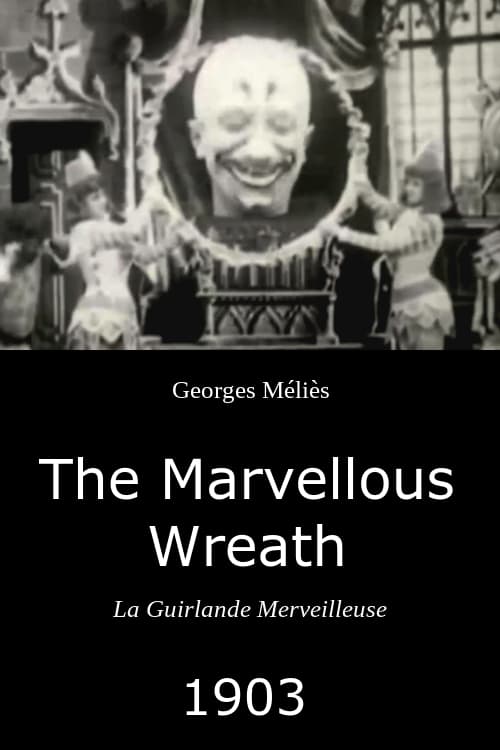 Georges Méliès
The Marvellous
Wreath
La Guirlande Merveilleuse
1903